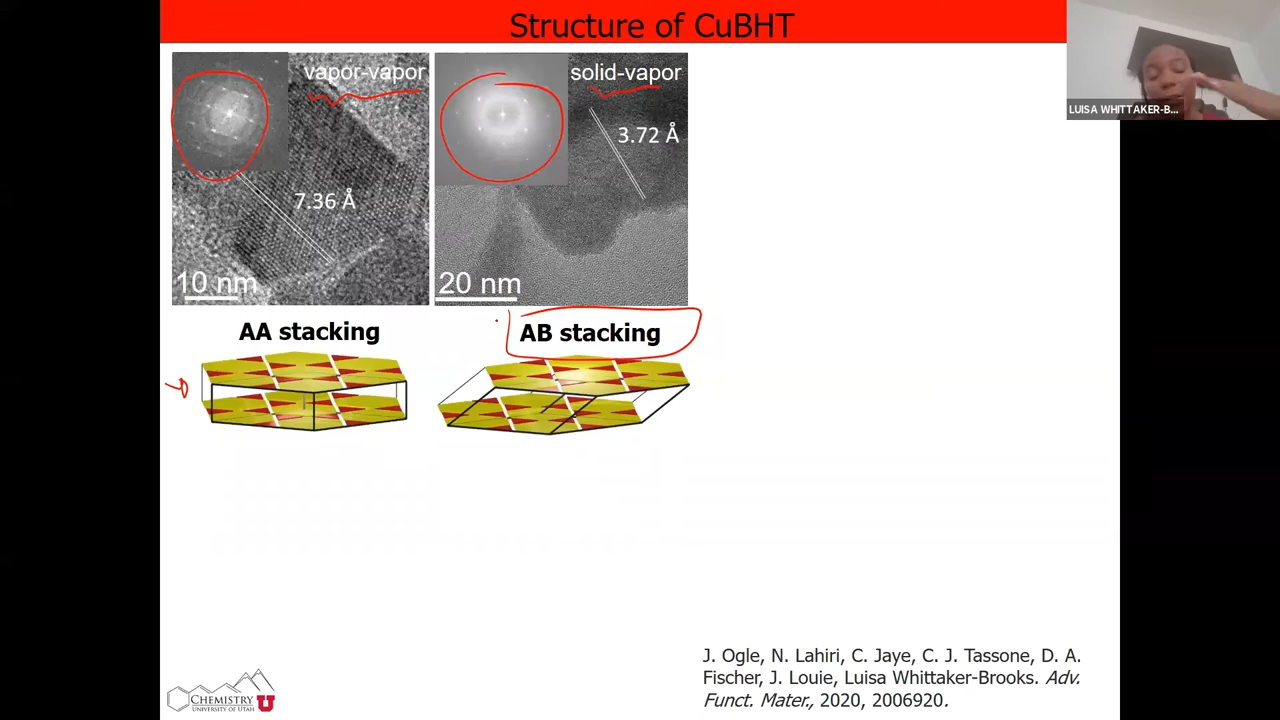 Structure of CuBHT
LUISA WHITTAKER-B...
vapor-vapor
7.36 Å
10 nm
solid-vapor
3.72 Å
20 nm
AA stacking
AB stacking
J. Ogle, N. Lahiri, C. Jaye, C. J. Tassone, D. A.
Fischer, J. Louie, Luisa Whittaker-Brooks. Adv.
Funct. Mater., 2020, 2006920.
CHEMISTRY
UNIVERSITY OF UTAH
U